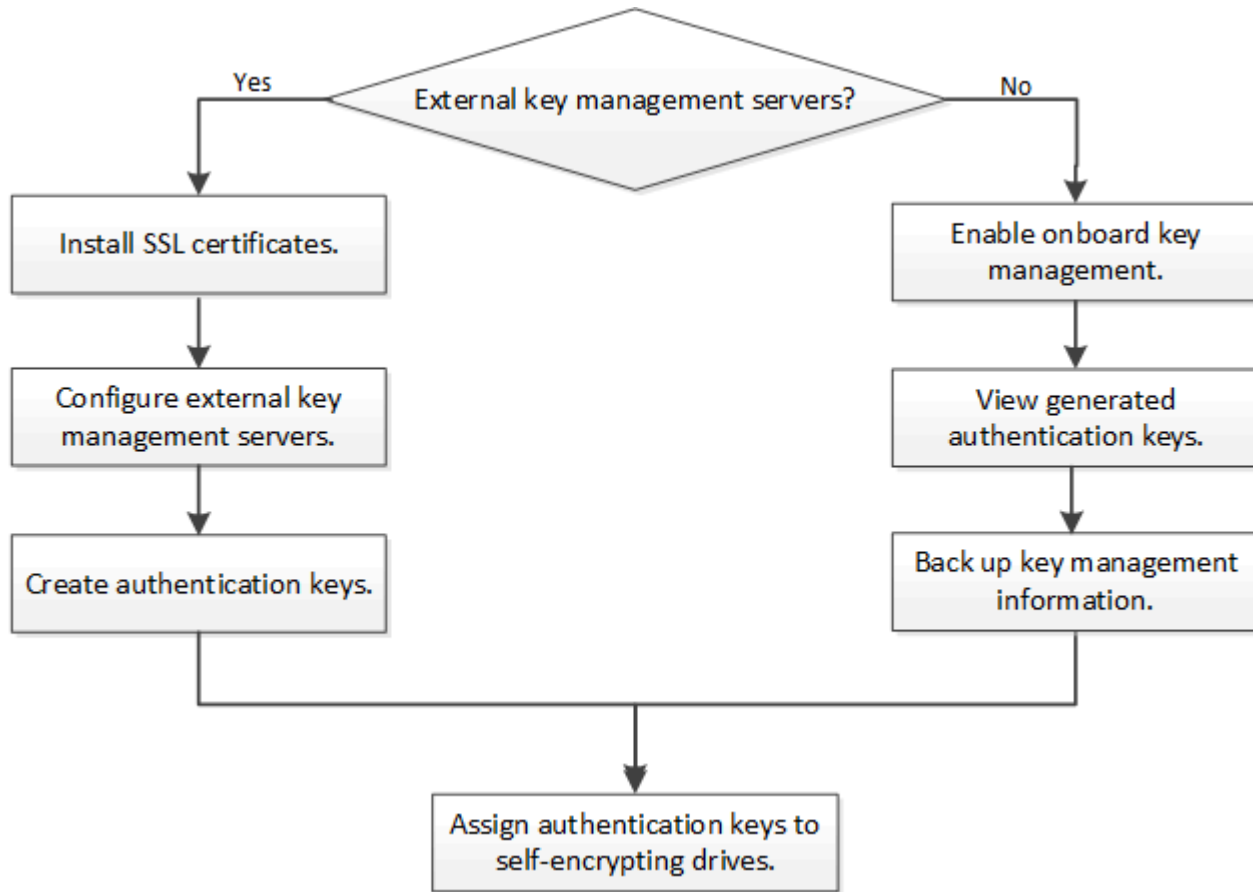 External key management servers?
Yes
No
Install SSL certificates.
Configure external key
management servers.
Create authentication keys.
Enable onboard key
management.
View generated
authentication keys.
Back up key management
information.
Assign authentication keys to
self-encrypting drives.